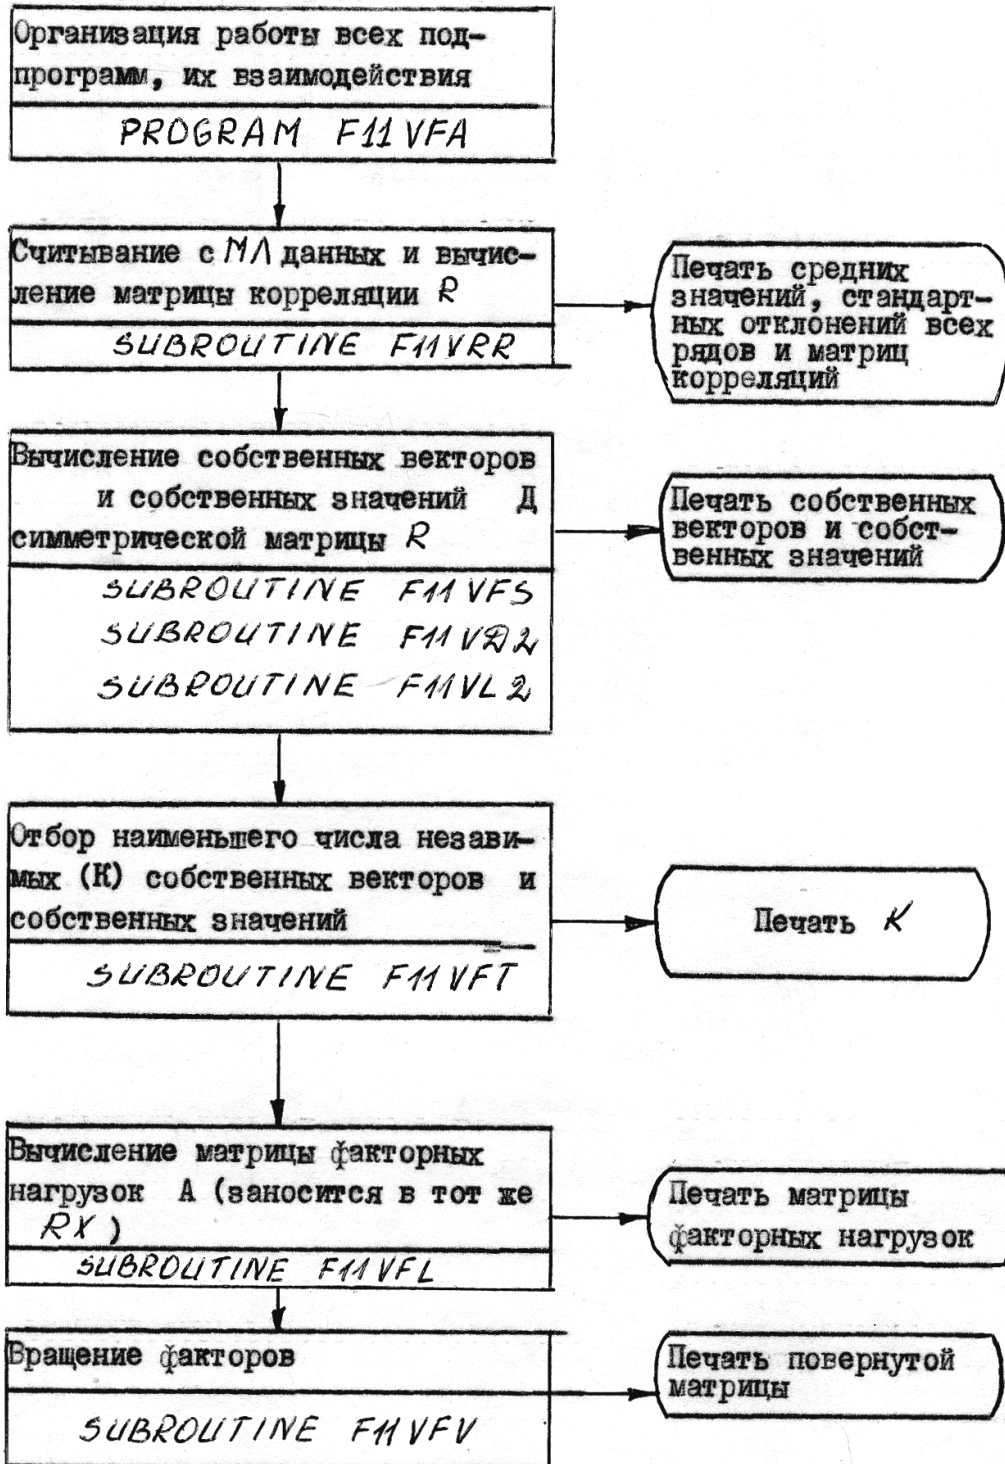 Организация работы всех под-
программ, их взаимодействия
PROGRAM F11VFA
Считывание с МЛ данных и вычис-
ление матрицы корреляции R
SUBROUTINE F11VRR
Печать средних
значений, стандарт-
ных отклонений всех
рядов и матриц
корреляций
Вычисление собственных векторов
и собственных значений Д
симметрической матрицы R
SUBROUTINE F11VFS
SUBROUTINE F11VD2
SUBROUTINE F11VL2
Печать собственных
векторов и собст-
венных значений
Отбор наименьшего числа незави-
мых (К) собственных векторов и
собственных значений
SUBROUTINE F11VFT
Печать K
Вычисление матрицы факторных
нагрузок А (заносится в тот же
RX)
SUBROUTINE F11VFL
Печать матрицы
факторных нагрузок
Вращение факторов
SUBROUTINE F11VFV
Печать повернутой
матрицы